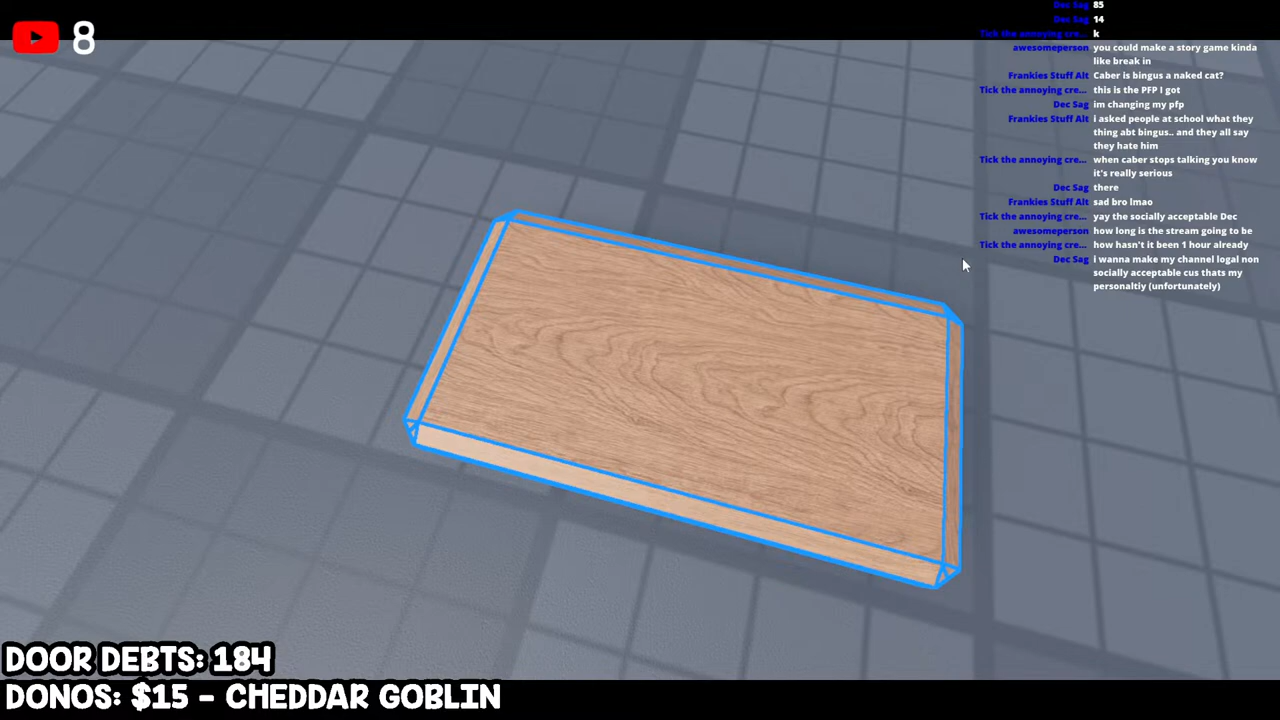 8
Dec Sag 85
Dec Sag 14
Tick the annoying cre... k
awesomeperson you could make a story game kinda
like break in
Frankies Stuff Alt Caber is bingus a naked cat?
Tick the annoying cre... this is the PFP I got
Dec Sag im changing my pfp
Frankies Stuff Alt i asked people at school what they
thing abt bingus.. and they all say
they hate him
Tick the annoying cre... when caber stops talking you know
it's really serious
Dec Sag there
Frankies Stuff Alt sad bro lmao
Tick the annoying cre... yay the socially acceptable Dec
awesomeperson how long is the stream going to be
Tick the annoying cre... how hasn't it been 1 hour already
Dec Sag i wanna make my channel logal non
socially acceptable cus thats my
personaltiy (unfortunately)
DOOR DEBTS: 184
DONOS: $15 - CHEDDAR GOBLIN